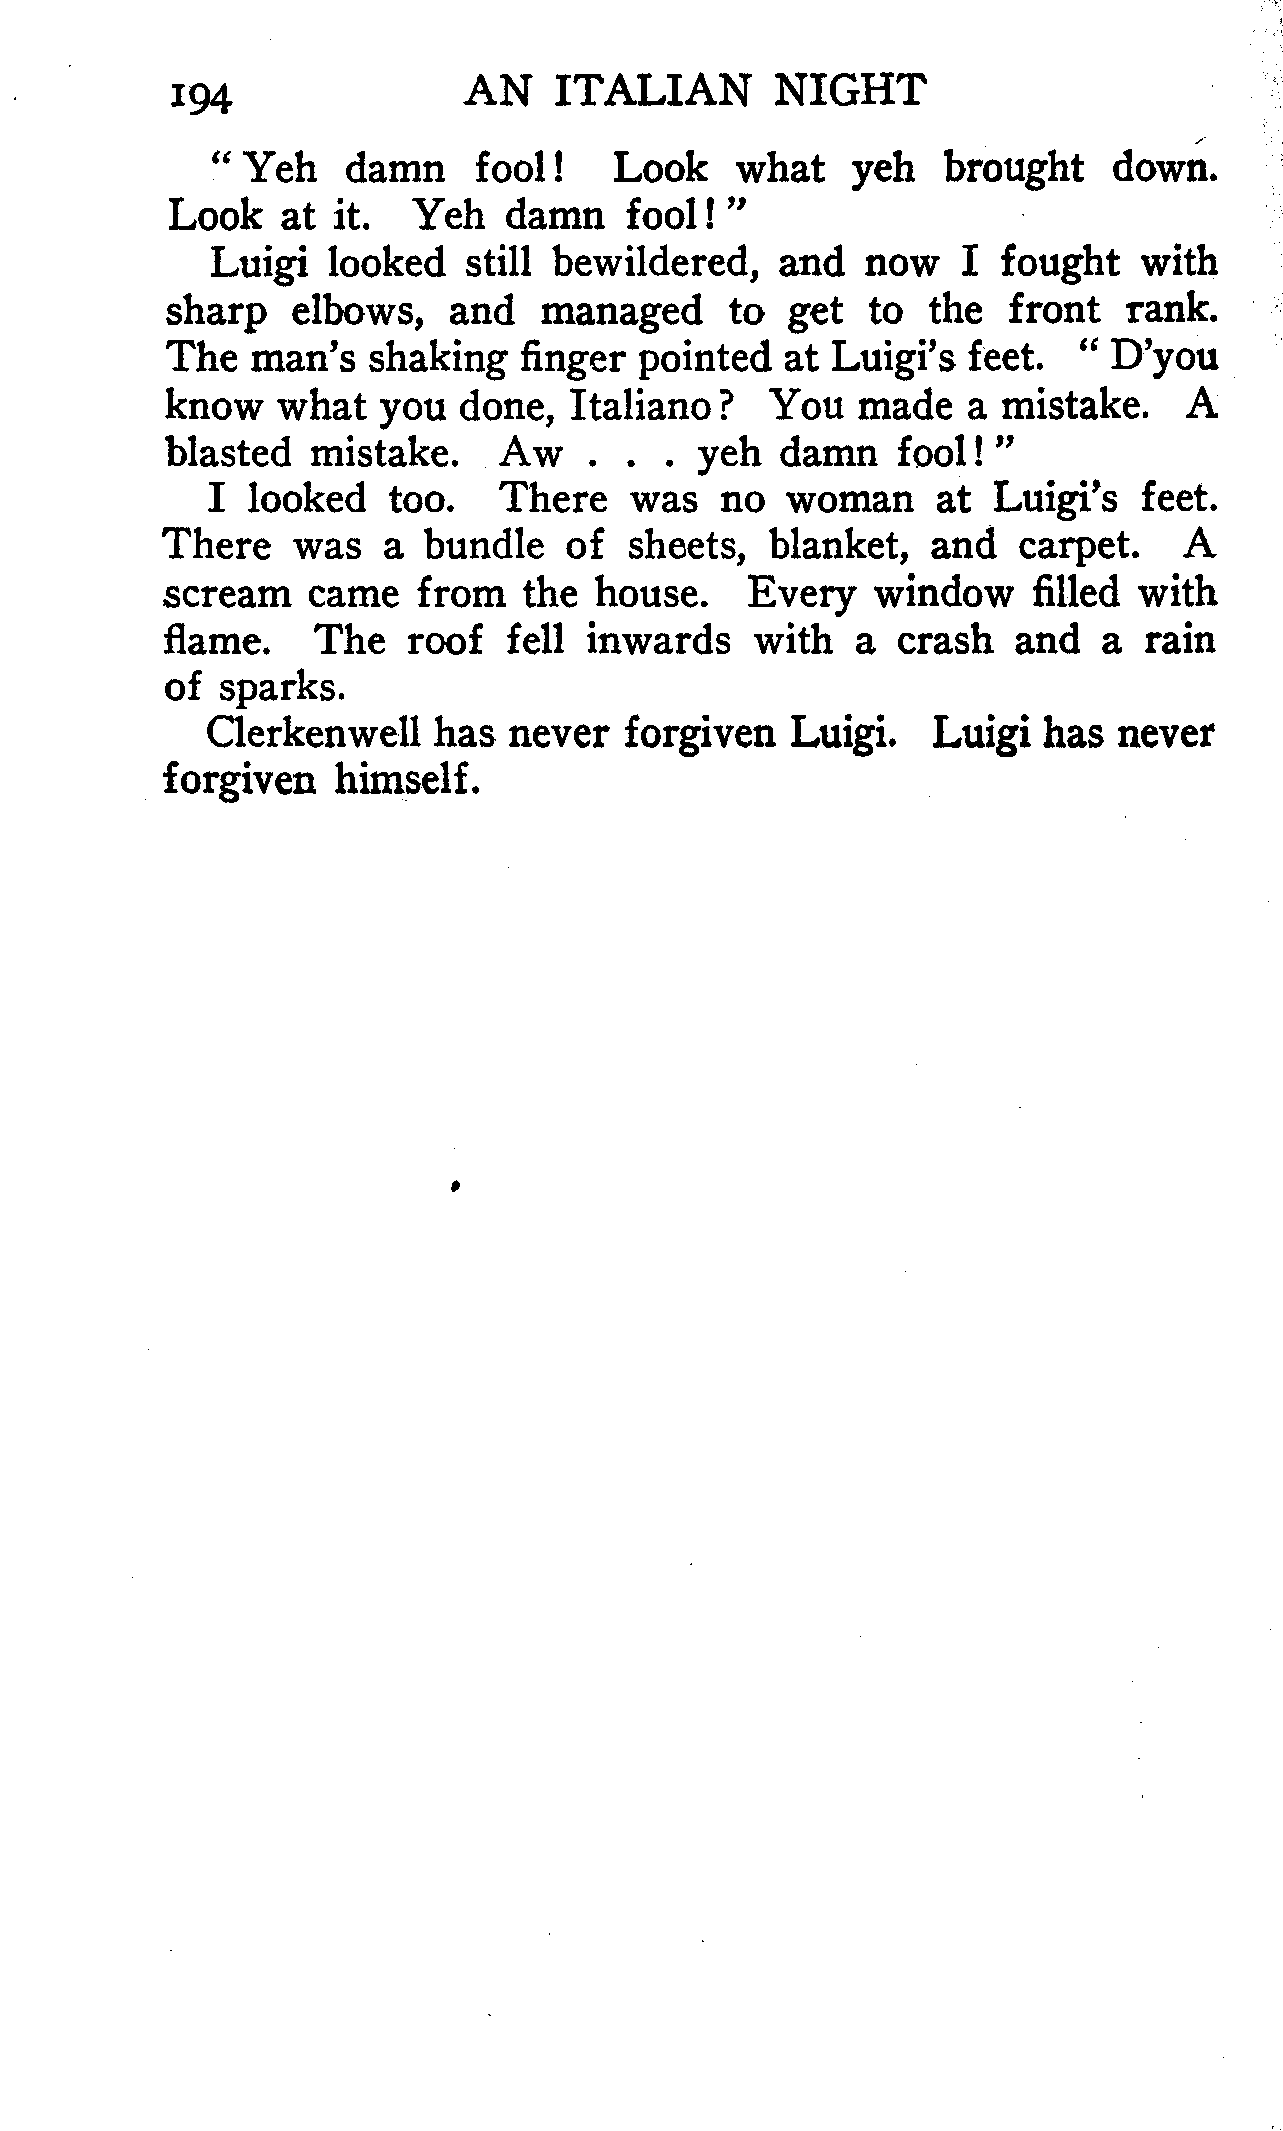 194 AN ITALIAN NIGHT
“ Yeh damn fool! Look what yeh brought down.
Look at it. Yeh damn fool! ”
Luigi looked still bewildered, and now I fought with
sharp elbows, and managed to get to the front rank.
The man’s shaking finger pointed at Luigi’s feet. “ D’you
know what you done, Italiano? You made a mistake. A
blasted mistake. Aw . . . yeh damn fool! ”
I looked too. There was no woman at Luigi’s feet.
There was a bundle of sheets, blanket, and carpet. A
scream came from the house. Every window filled with
flame. The roof fell inwards with a crash and a rain
of sparks.
Clerkenwell has never forgiven Luigi. Luigi has never
forgiven himself.